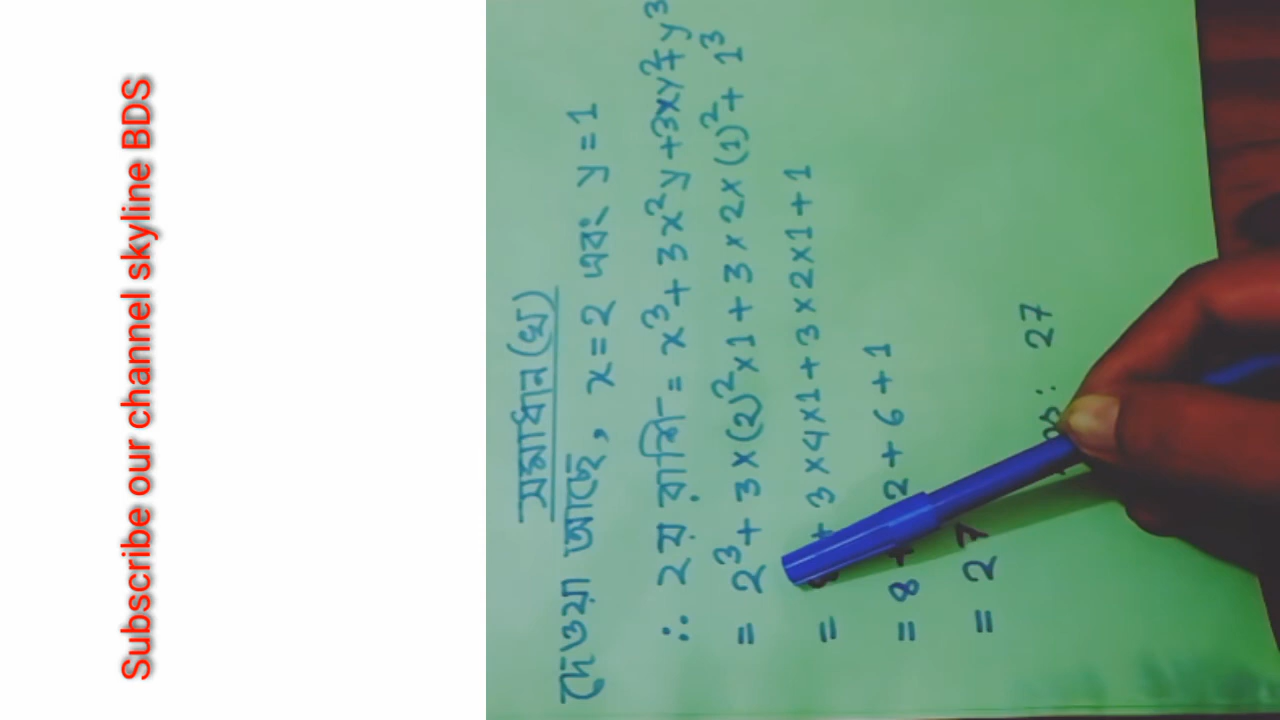 Subscribe our channel skyline BDS
সমাধান (খ)
দেওয়া আছে, x = 2 এবং y = 1
∴ 2য় রাশি = x³ + 3x²y + 3xy² + y³
= 2³ + 3 × (2)² × 1 + 3 × 2 × (1)² + 1³
= + 3 × 4 × 1 + 3 × 2 × 1 + 1
= 8 + 2 + 6 + 1
= 27
: 27